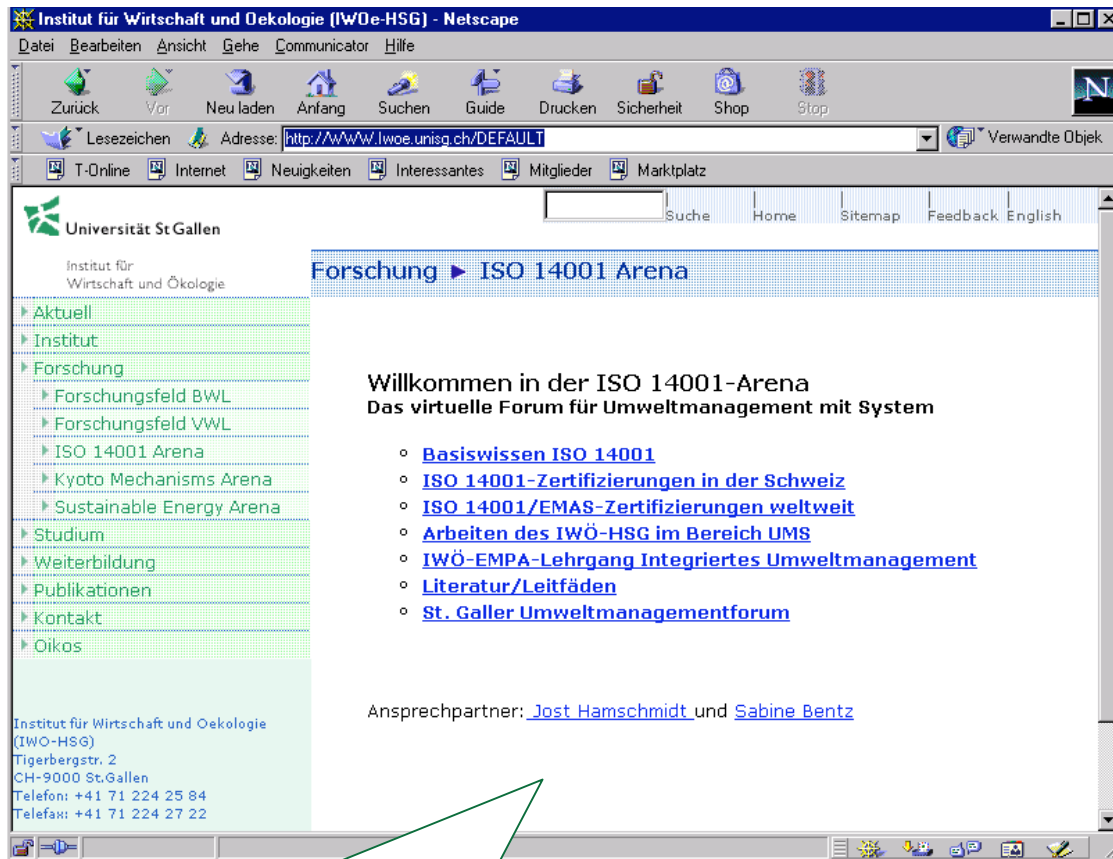 Institut für Wirtschaft und Oekologie (IWOe-HSG) - Netscape
Datei Bearbeiten Ansicht Gehe Communicator Hilfe
Zurück Vor Neu laden Anfang Suchen Guide Drucken Sicherheit Shop Stop
N
Lesezeichen Adresse: http://WWW.Iwoe.unisg.ch/DEFAULT Verwandte Objek
T-Online Internet Neuigkeiten Interessantes Mitglieder Marktplatz
Universität St Gallen
Suche Home Sitemap Feedback English
Institut für
Wirtschaft und Ökologie
Forschung ► ISO 14001 Arena
Aktuell
Institut
Forschung
Forschungsfeld BWL
Forschungsfeld VWL
ISO 14001 Arena
Kyoto Mechanisms Arena
Sustainable Energy Arena
Studium
Weiterbildung
Publikationen
Kontakt
Oikos
Willkommen in der ISO 14001-Arena
Das virtuelle Forum für Umweltmanagement mit System
Basiswissen ISO 14001
ISO 14001-Zertifizierungen in der Schweiz
ISO 14001/EMAS-Zertifizierungen weltweit
Arbeiten des IWÖ-HSG im Bereich UMS
IWÖ-EMPA-Lehrgang Integriertes Umweltmanagement
Literatur/Leitfäden
St. Galler Umweltmanagementforum
Ansprechpartner: Jost Hamschmidt und Sabine Bentz
Institut für Wirtschaft und Oekologie
(IWO-HSG)
Tigerbergstr. 2
CH-9000 St.Gallen
Telefon: +41 71 224 25 84
Telefax: +41 71 224 27 22